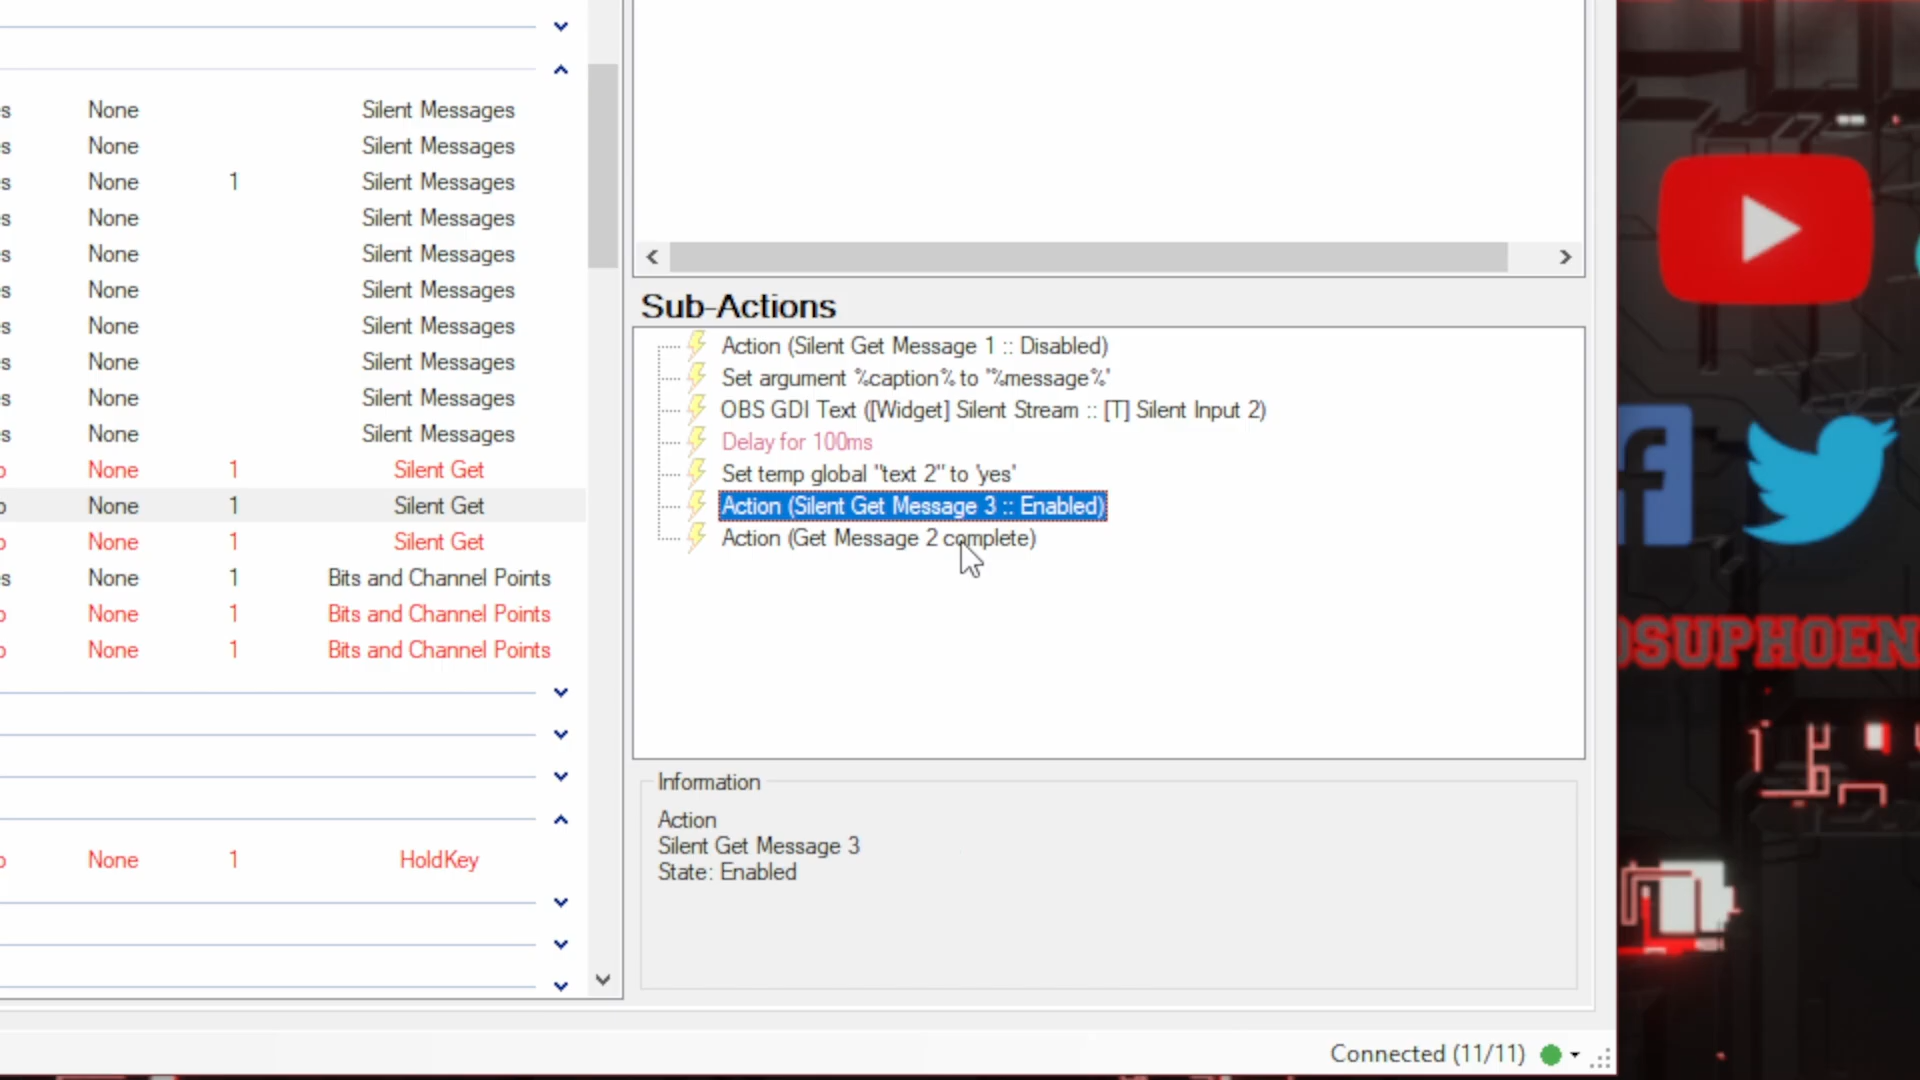 s None Silent Messages
s None Silent Messages
s None 1 Silent Messages
s None Silent Messages
s None Silent Messages
s None Silent Messages
s None Silent Messages
s None Silent Messages
s None Silent Messages
s None Silent Messages
o None 1 Silent Get
o None 1 Silent Get
o None 1 Silent Get
s None 1 Bits and Channel Points
o None 1 Bits and Channel Points
o None 1 Bits and Channel Points
o None 1 HoldKey
Sub-Actions
Action (Silent Get Message 1 :: Disabled)
Set argument %caption% to "%message%"
OBS GDI Text ([Widget] Silent Stream :: [T] Silent Input 2)
Delay for 100ms
Set temp global "text 2" to 'yes'
Action (Silent Get Message 3 :: Enabled)
Action (Get Message 2 complete)
Information
Action
Silent Get Message 3
State: Enabled
Connected (11/11)
OSUPHOEN